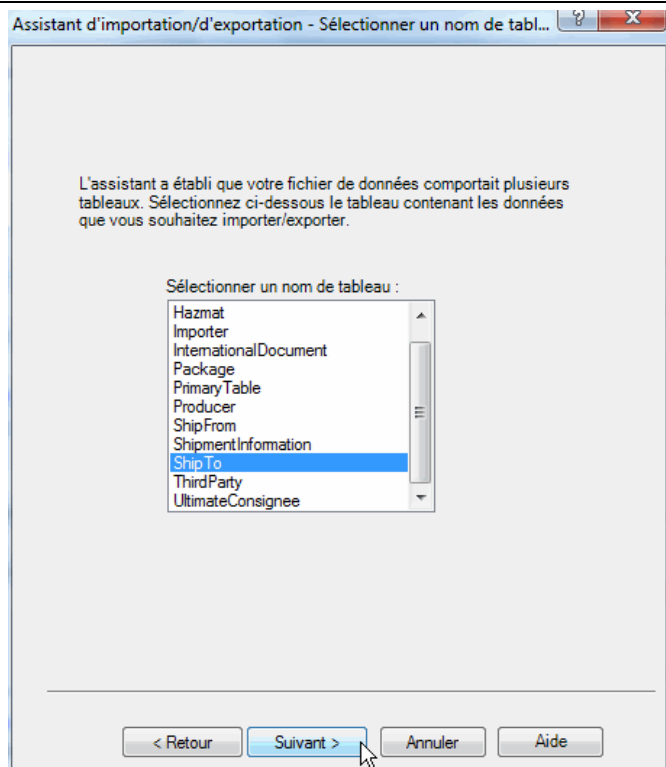 Assistant d'importation/d'exportation - Sélectionner un nom de tabl...
L'assistant a établi que votre fichier de données comportait plusieurs
tableaux. Sélectionnez ci-dessous le tableau contenant les données
que vous souhaitez importer/exporter.
Sélectionner un nom de tableau :
Hazmat
Importer
InternationalDocument
Package
PrimaryTable
Producer
ShipFrom
ShipmentInformation
ShipTo
ThirdParty
UltimateConsignee
< Retour Suivant > Annuler Aide